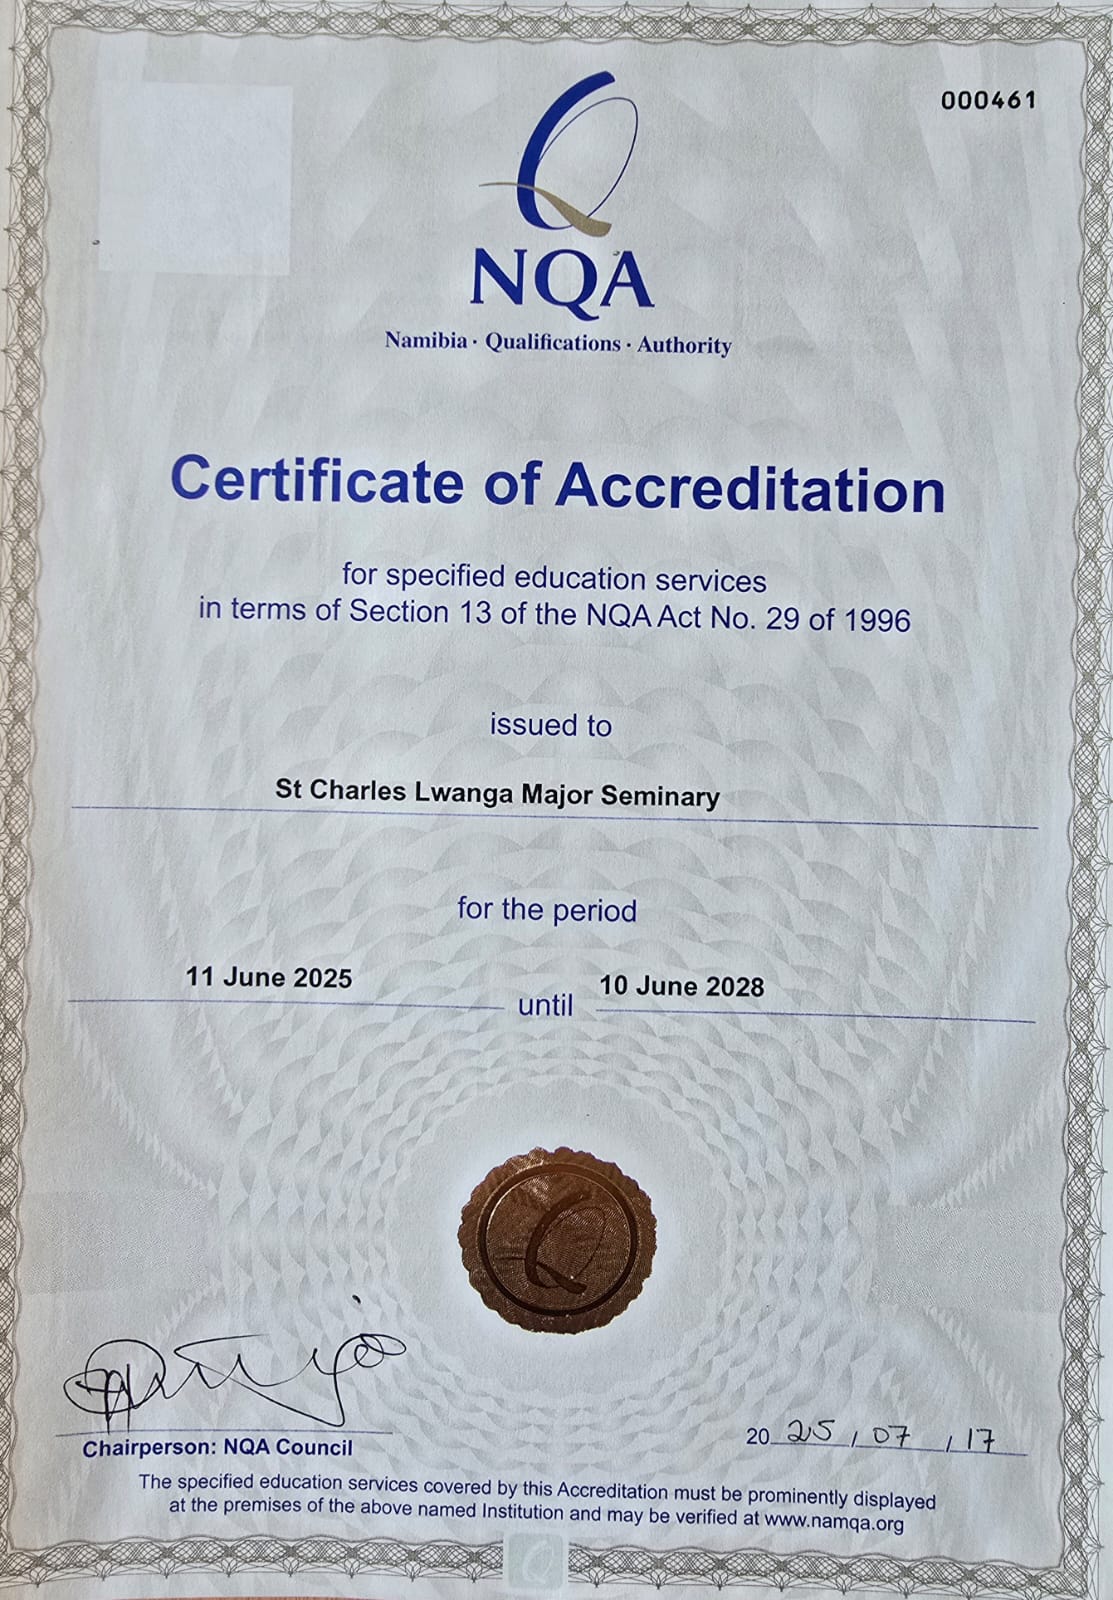 000461
NQA
Namibia · Qualifications · Authority
Certificate of Accreditation
for specified education services
in terms of Section 13 of the NQA Act No. 29 of 1996
issued to
St Charles Lwanga Major Seminary
for the period
11 June 2025 until 10 June 2028
Chairperson: NQA Council
20 25 / 07 / 17
The specified education services covered by this Accreditation must be prominently displayed
at the premises of the above named Institution and may be verified at www.namqa.org